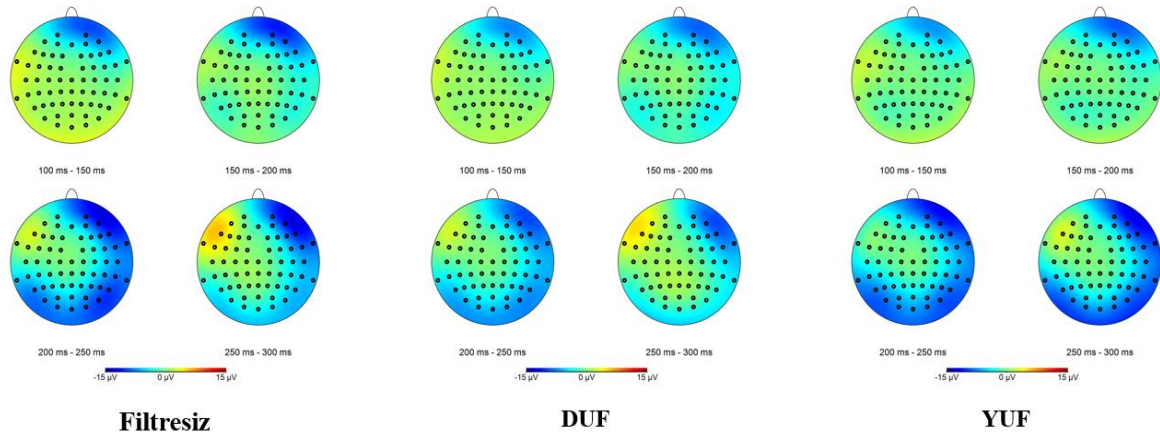 100 ms - 150 ms
150 ms - 200 ms
200 ms - 250 ms
250 ms - 300 ms
-15 µV
0 µV
15 µV
Filtresiz
100 ms - 150 ms
150 ms - 200 ms
200 ms - 250 ms
250 ms - 300 ms
-15 µV
0 µV
15 µV
DUF
100 ms - 150 ms
150 ms - 200 ms
200 ms - 250 ms
250 ms - 300 ms
-15 µV
0 µV
15 µV
YUF